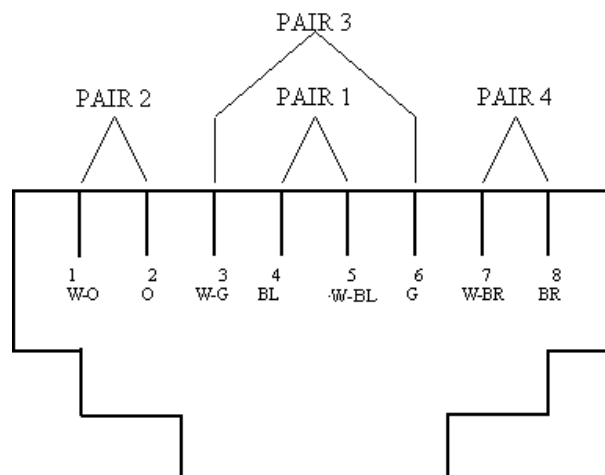 PAIR 3
PAIR 2 PAIR 1 PAIR 4
1 2 3 4 5 6 7 8
W-O O W-G BL W-BL G W-BR BR